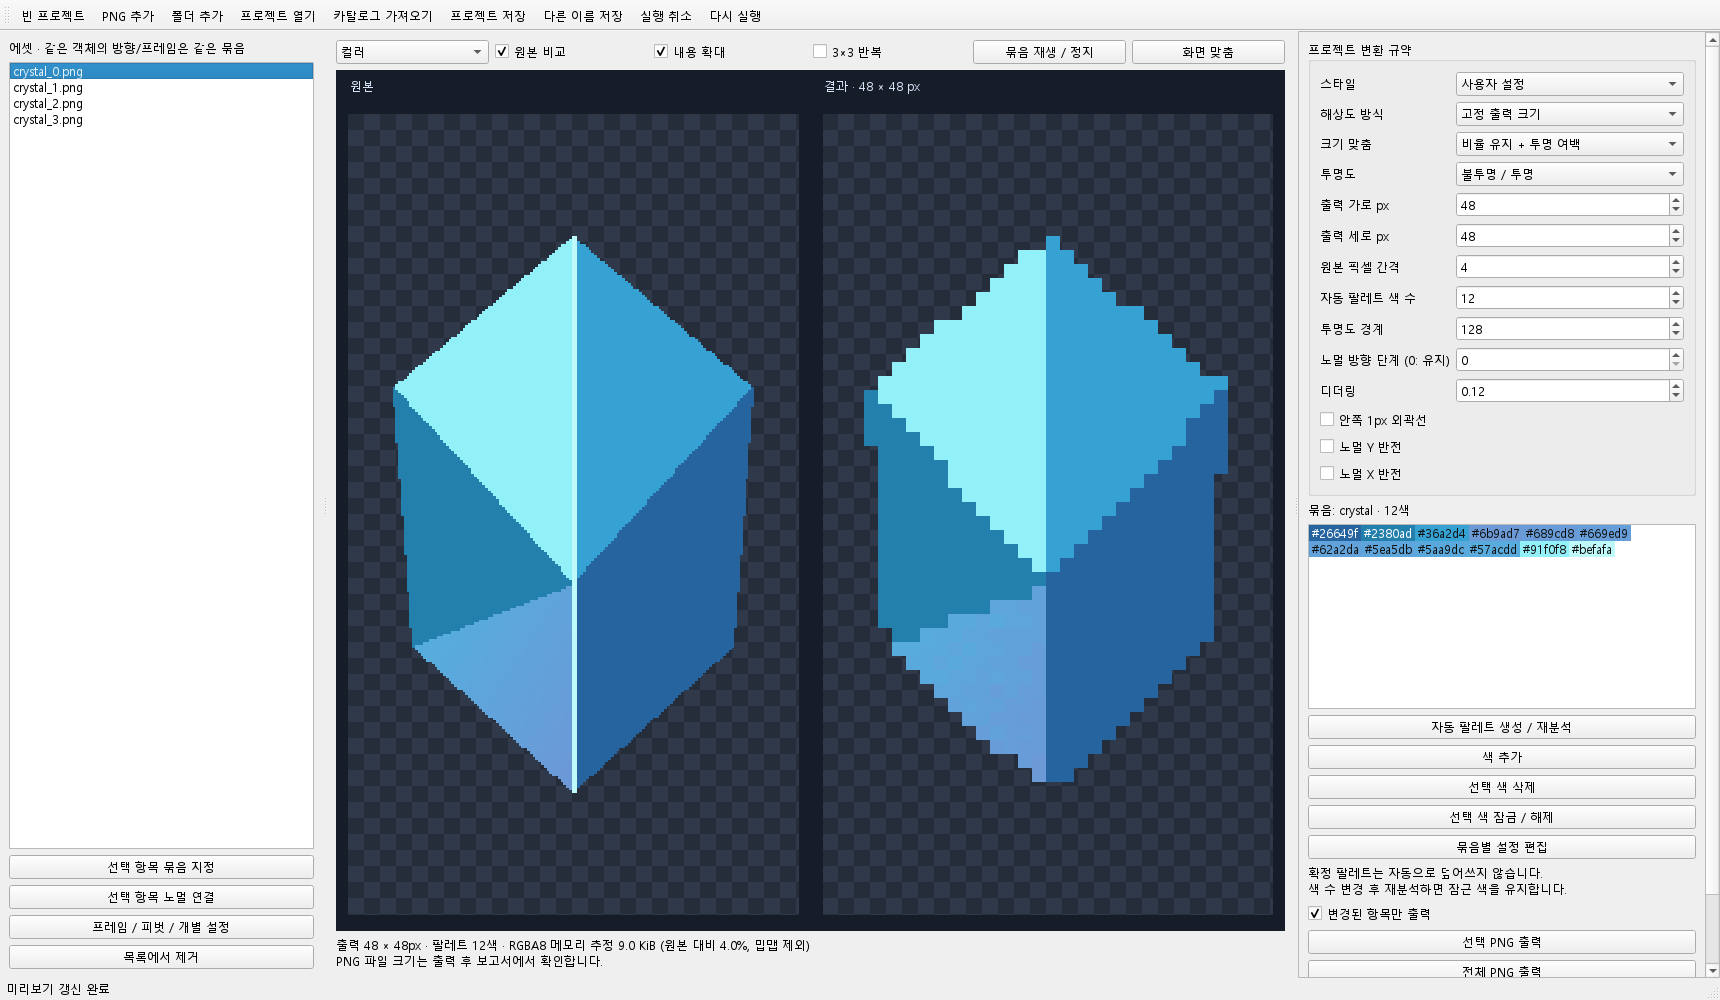 빈 프로젝트 PNG 추가 폴더 추가 프로젝트 열기 카탈로그 가져오기 프로젝트 저장 다른 이름 저장 실행 취소 다시 실행
에셋 · 같은 객체의 방향/프레임은 같은 묶음
crystal_0.png
crystal_1.png
crystal_2.png
crystal_3.png
선택 항목 묶음 지정
선택 항목 노멀 연결
프레임 / 피벗 / 개별 설정
목록에서 제거
미리보기 갱신 완료
컬러 원본 비교 내용 확대 3×3 반복 묶음 재생 / 정지 화면 맞춤
원본
결과 · 48 × 48 px
출력 48 × 48px · 팔레트 12색 · RGBA8 메모리 추정 9.0 KiB (원본 대비 4.0%, 밉맵 제외)
PNG 파일 크기는 출력 후 보고서에서 확인합니다.
프로젝트 변환 규약
스타일 사용자 설정
해상도 방식 고정 출력 크기
크기 맞춤 비율 유지 + 투명 여백
투명도 불투명 / 투명
출력 가로 px 48
출력 세로 px 48
원본 픽셀 간격 4
자동 팔레트 색 수 12
투명도 경계 128
노멀 방향 단계 (0: 유지) 0
디더링 0.12
안쪽 1px 외곽선
노멀 Y 반전
노멀 X 반전
묶음: crystal · 12색
#26649f #2380ad #36a2d4 #6b9ad7 #689cd8 #669ed9
#62a2da #5ea5db #5aa9dc #57acdd #91f0f8 #befafa
자동 팔레트 생성 / 재분석
색 추가
선택 색 삭제
선택 색 잠금 / 해제
묶음별 설정 편집
확정 팔레트는 자동으로 덮어쓰지 않습니다.
색 수 변경 후 재분석하면 잠근 색을 유지합니다.
변경된 항목만 출력
선택 PNG 출력
전체 PNG 출력